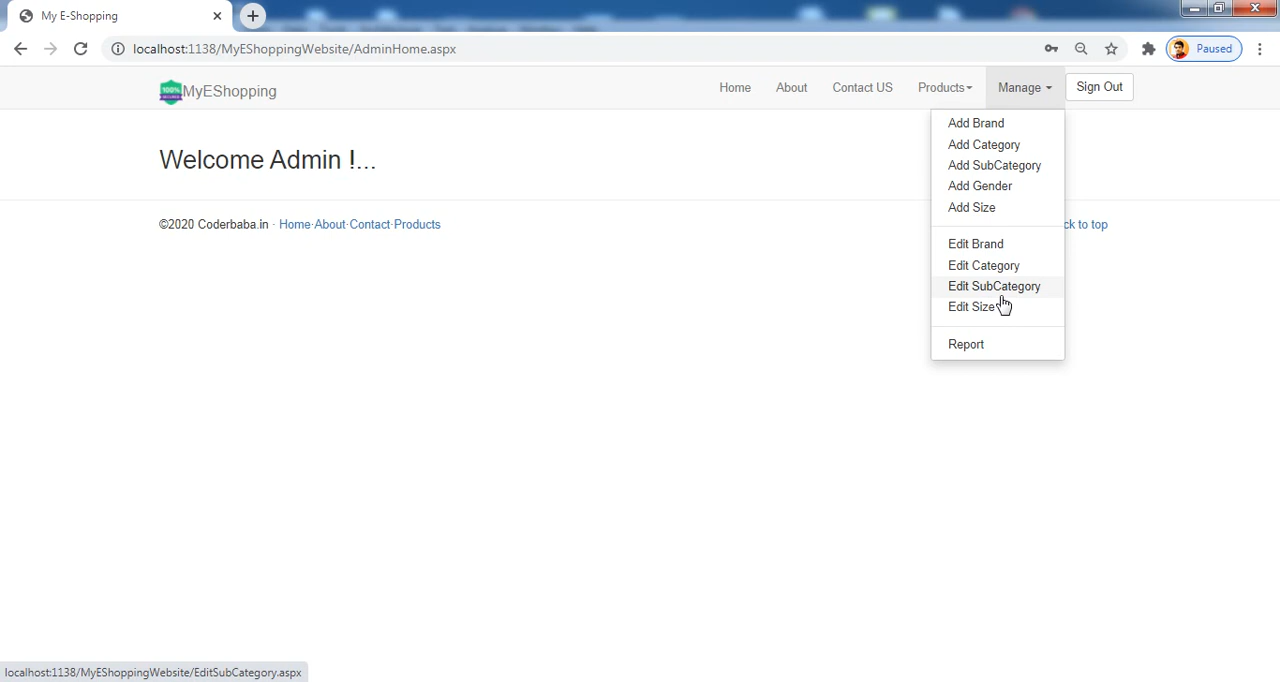 My E-Shopping
localhost:1138/MyEShoppingWebsite/AdminHome.aspx
Paused
100%
MyEShopping
Home
About
Contact US
Products
Manage
Sign Out
Add Brand
Add Category
Add SubCategory
Add Gender
Add Size
Edit Brand
Edit Category
Edit SubCategory
Edit Size
Report
Welcome Admin !...
©2020 Coderbaba.in · Home·About·Contact·Products
ck to top
localhost:1138/MyEShoppingWebsite/EditSubCategory.aspx